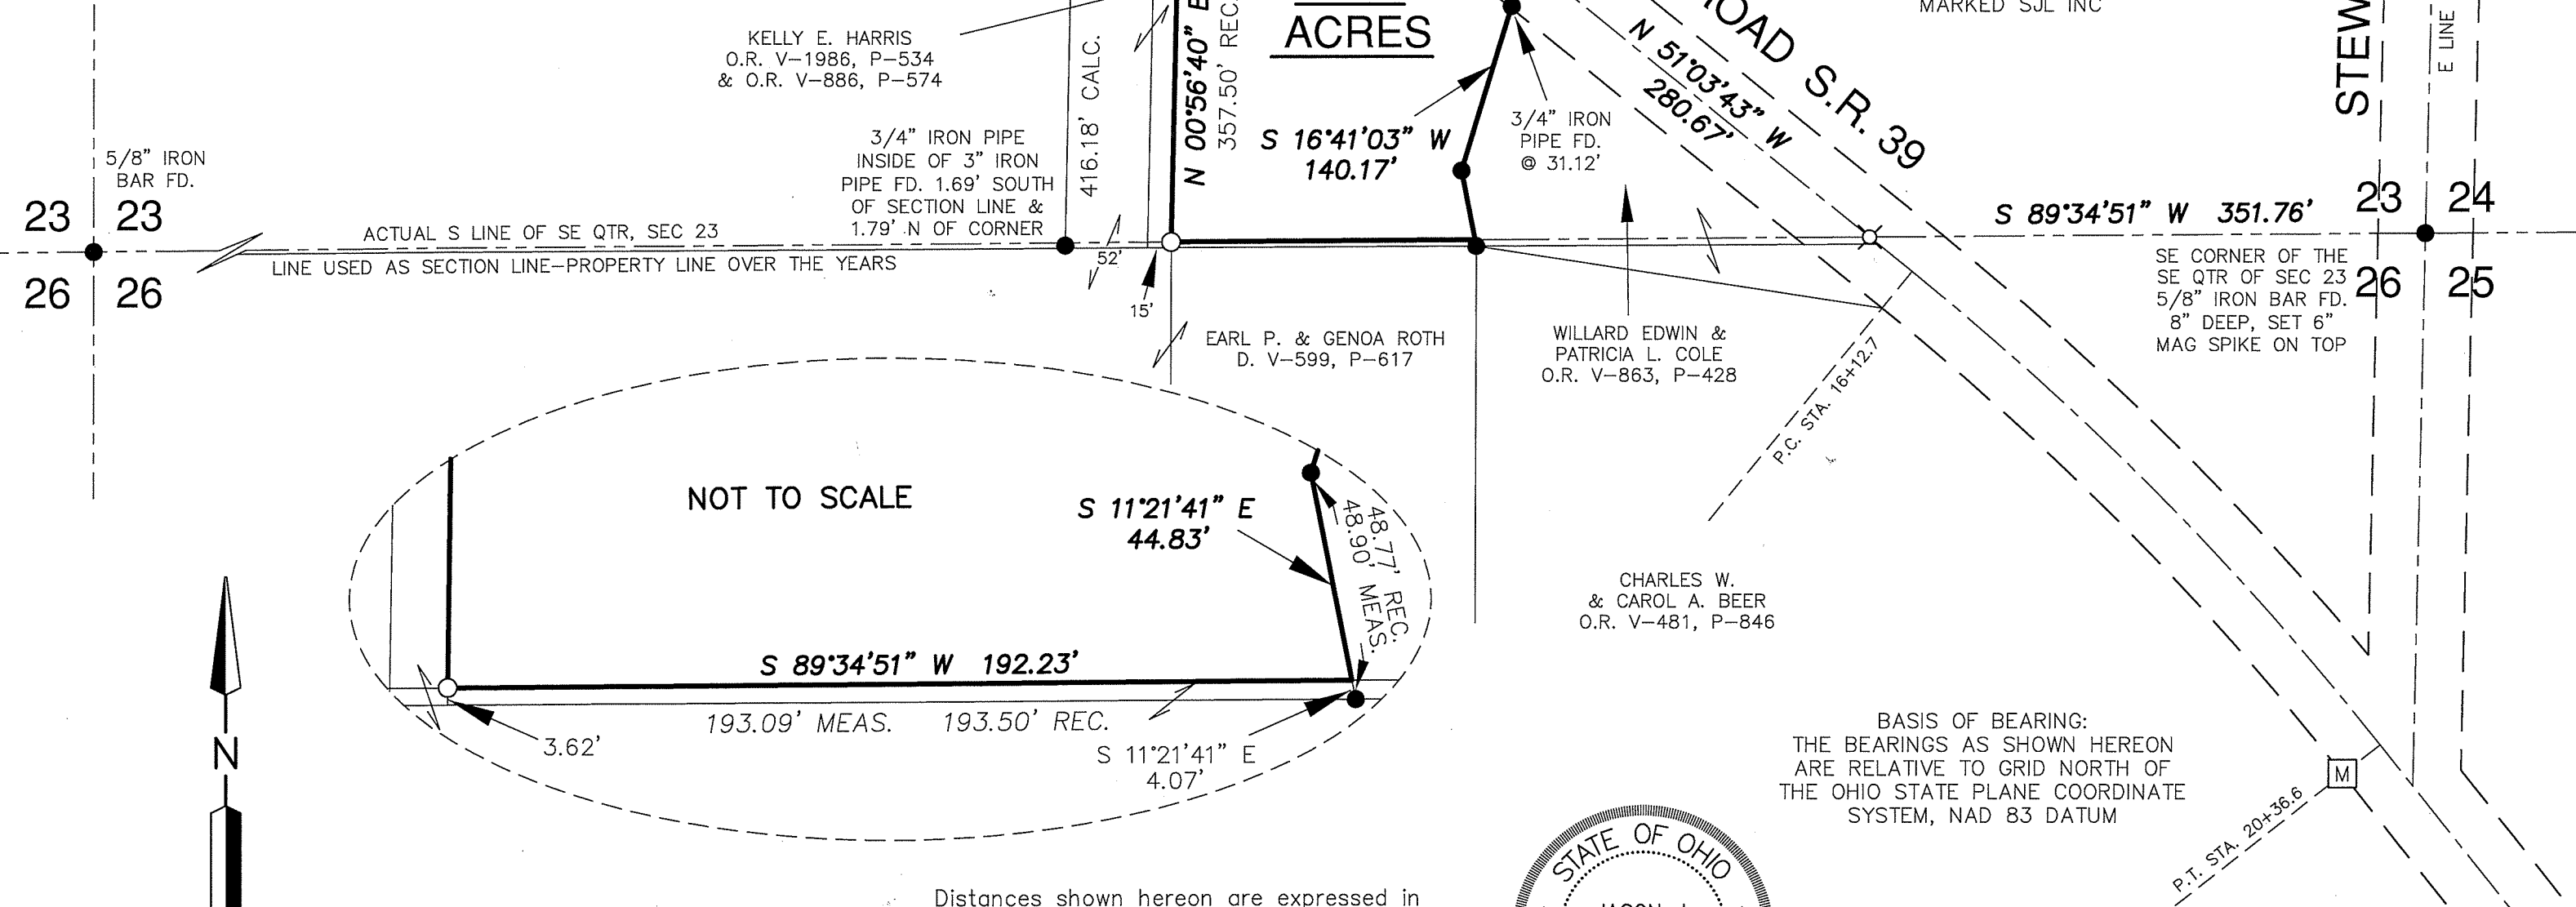 KELLY E. HARRIS
O.R. V-1986, P-534
& O.R. V-886, P-574
416.18' CALC.
N 00°56'40" E
357.50' REC.
ACRES
S 16°41'03" W
140.17'
3/4" IRON
PIPE FD.
@ 31.12'
N 51°03'43" W
280.67'
ROAD S.R. 39
MARKED SJL INC
STEW
E LINE
5/8" IRON
BAR FD.
23 23
26 26
3/4" IRON PIPE
INSIDE OF 3" IRON
PIPE FD. 1.69' SOUTH
OF SECTION LINE &
1.79' N OF CORNER
ACTUAL S LINE OF SE QTR, SEC 23
LINE USED AS SECTION LINE-PROPERTY LINE OVER THE YEARS
52'
15'
S 89°34'51" W 351.76'
23 24
26 25
SE CORNER OF THE
SE QTR OF SEC 23
5/8" IRON BAR FD.
8" DEEP, SET 6"
MAG SPIKE ON TOP
EARL P. & GENOA ROTH
D. V-599, P-617
WILLARD EDWIN &
PATRICIA L. COLE
O.R. V-863, P-428
P.C. STA. 16+12.7
NOT TO SCALE
S 11°21'41" E
44.83'
48.77' REC.
48.90' MEAS.
S 89°34'51" W 192.23'
193.09' MEAS. 193.50' REC.
3.62'
S 11°21'41" E
4.07'
CHARLES W.
& CAROL A. BEER
O.R. V-481, P-846
N
BASIS OF BEARING:
THE BEARINGS AS SHOWN HEREON
ARE RELATIVE TO GRID NORTH OF
THE OHIO STATE PLANE COORDINATE
SYSTEM, NAD 83 DATUM
M
P.T. STA. 20+36.6
STATE OF OHIO
Distances shown hereon are expressed in